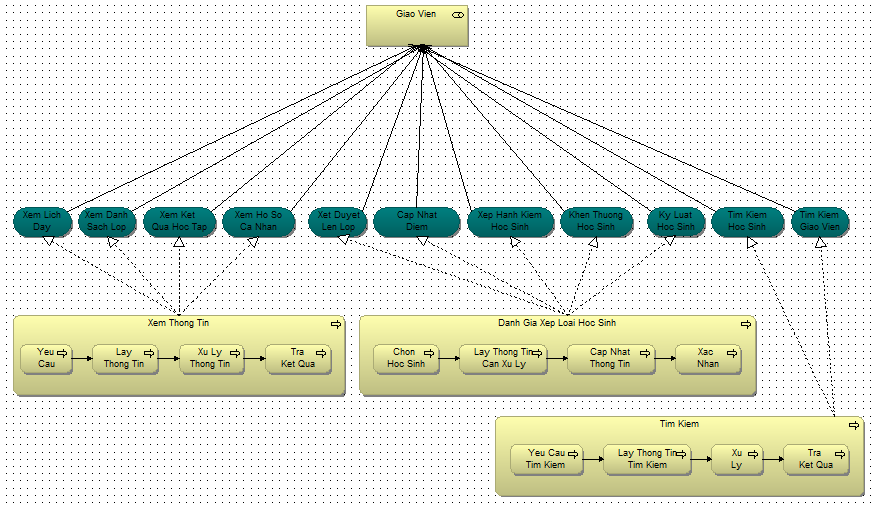 Giao Vien
Xem Lich
Day
Xem Danh
Sach Lop
Xem Ket
Qua Hoc Tap
Xem Ho So
Ca Nhan
Xet Duyet
Len Lop
Cap Nhat
Diem
Xep Hanh Kiem
Hoc Sinh
Khen Thuong
Hoc Sinh
Ky Luat
Hoc Sinh
Tim Kiem
Hoc Sinh
Tim Kiem
Giao Vien
Xem Thong Tin
Yeu
Cau
Lay
Thong Tin
Xu Ly
Thong Tin
Tra
Ket Qua
Danh Gia Xep Loai Hoc Sinh
Chon
Hoc Sinh
Lay Thong Tin
Can Xu Ly
Cap Nhat
Thong Tin
Xac
Nhan
Tim Kiem
Yeu Cau
Tim Kiem
Lay Thong Tin
Tim Kiem
Xu
Ly
Tra
Ket Qua